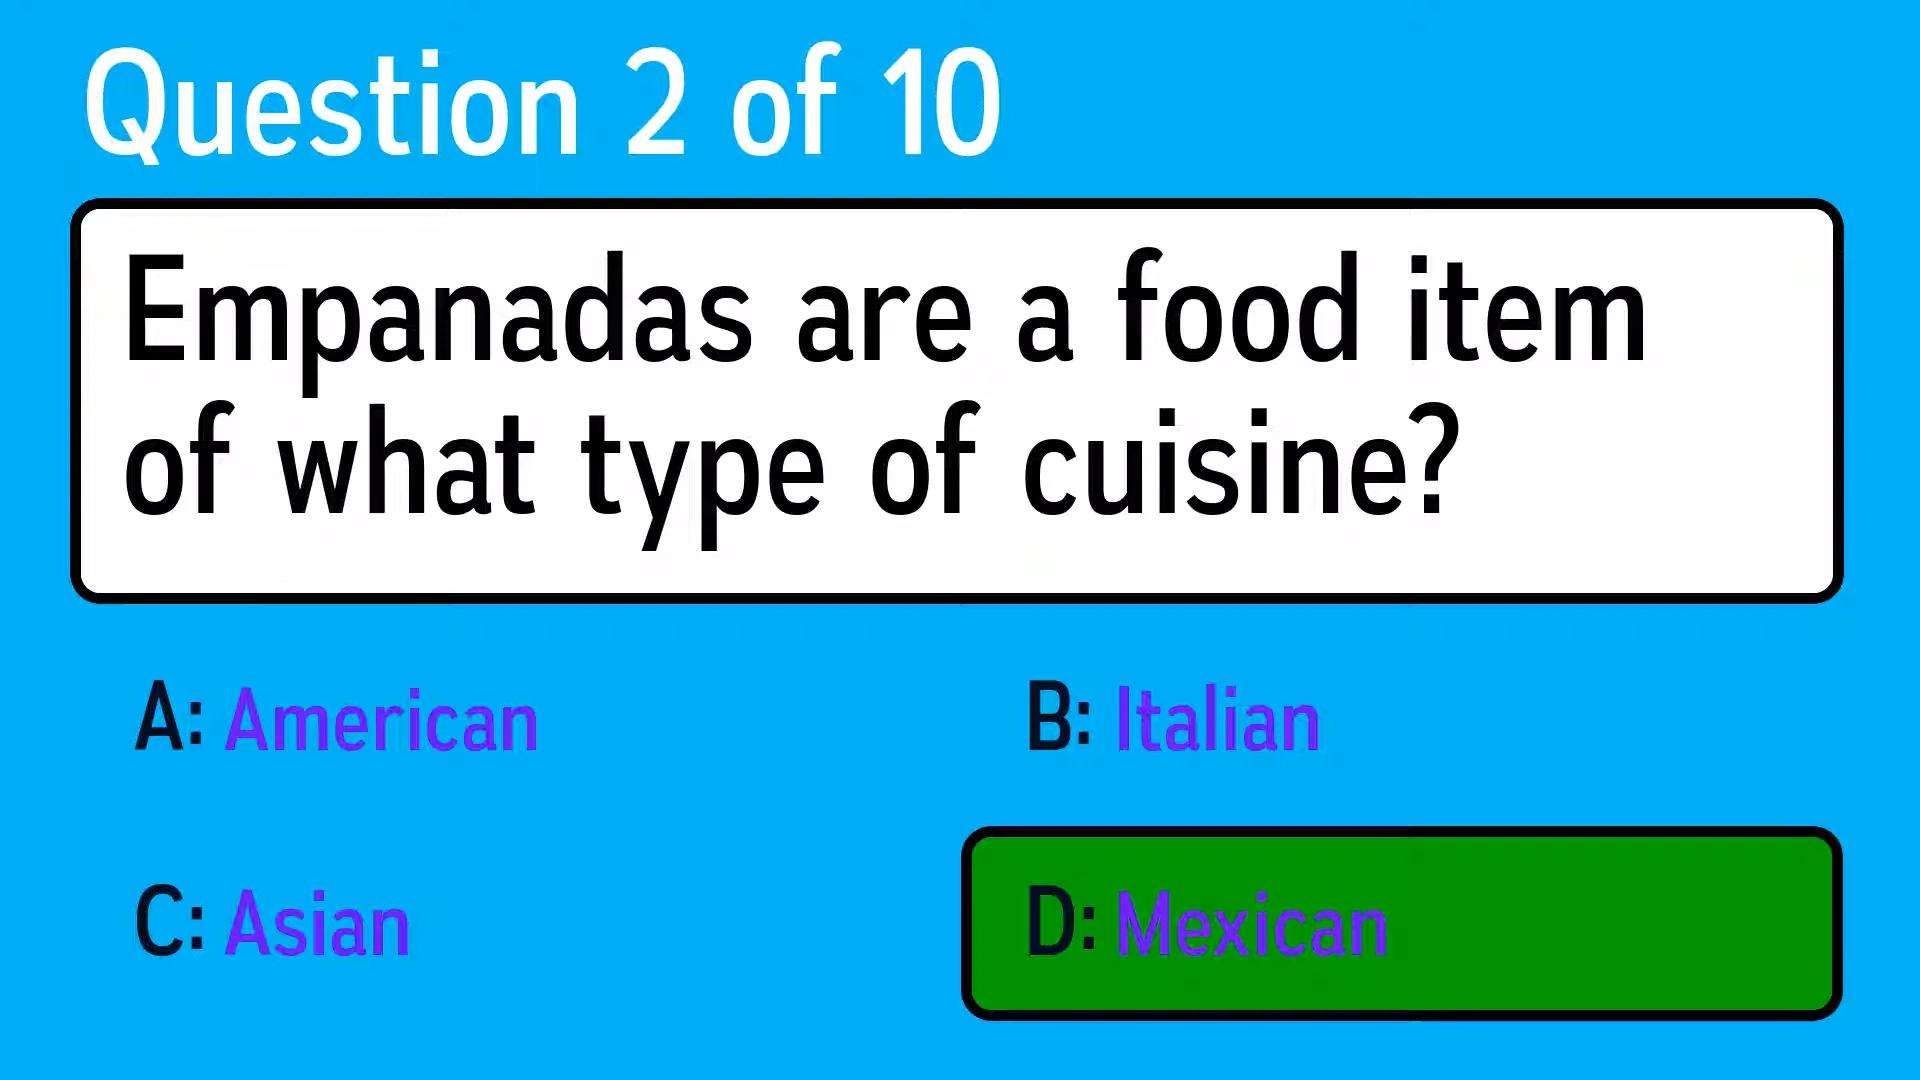 Question 2 of 10
Empanadas are a food item
of what type of cuisine?
A: American
B: Italian
C: Asian
D: Mexican